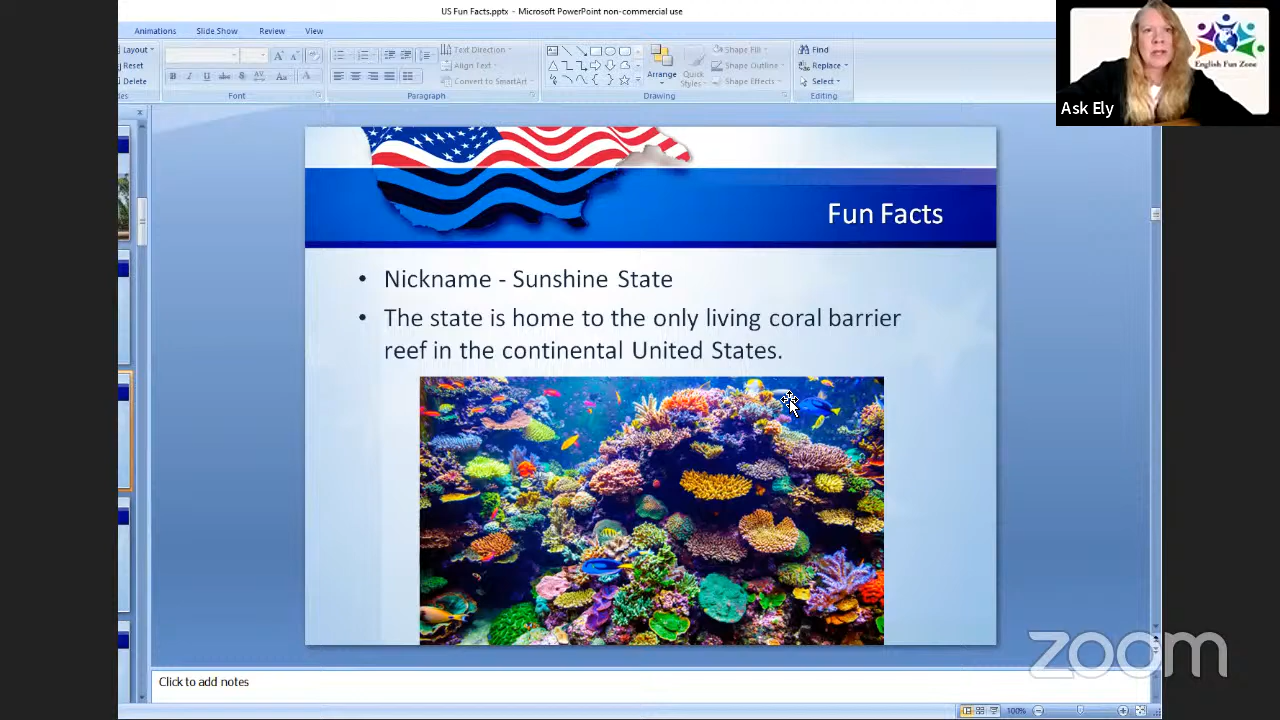 US Fun Facts.pptx - Microsoft PowerPoint non-commercial use
Animations Slide Show Review View
Layout
Reset
Delete
Text Direction
Align Text
Convert to SmartArt
Arrange
Quick
Styles
Shape Fill
Shape Outline
Shape Effects
Find
Replace
Select
Font Paragraph Drawing Editing
English Fun Zone
Ask Ely
Fun Facts
• Nickname - Sunshine State
• The state is home to the only living coral barrier
reef in the continental United States.
zoom
Click to add notes
100%